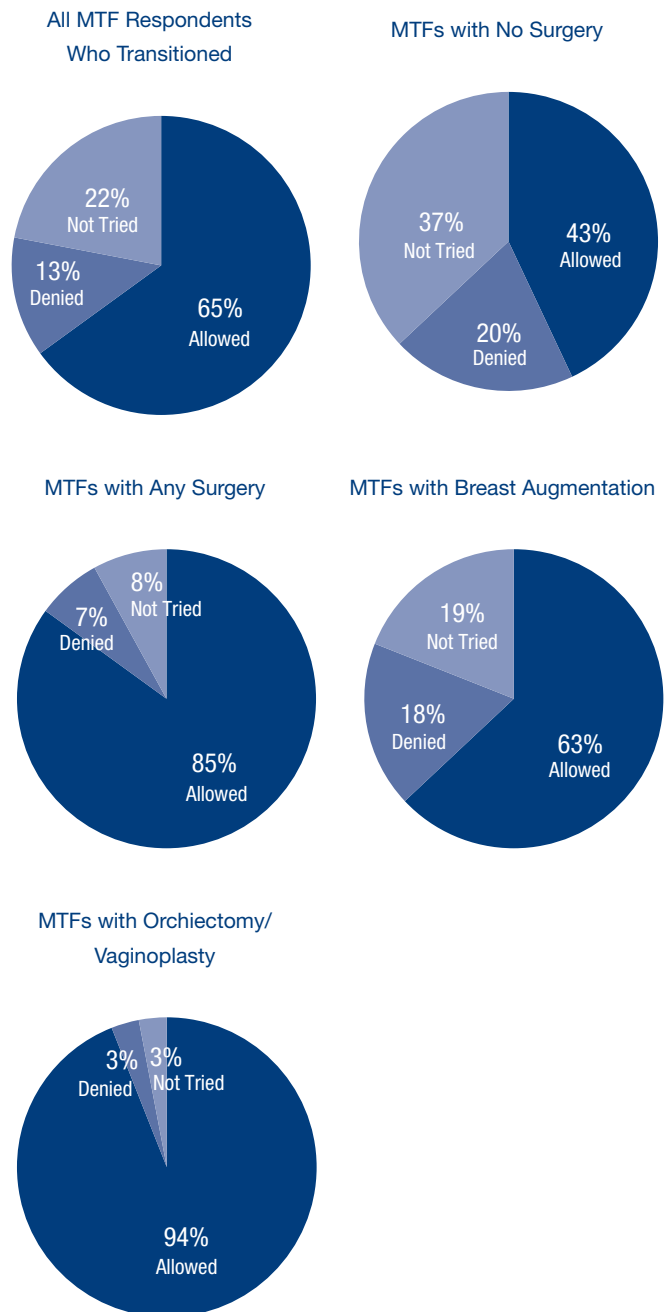 All MTF Respondents
Who Transitioned
22%
Not Tried
13%
Denied
65%
Allowed
MTFs with No Surgery
37%
Not Tried
43%
Allowed
20%
Denied
MTFs with Any Surgery
8%
Not Tried
7%
Denied
85%
Allowed
MTFs with Breast Augmentation
19%
Not Tried
18%
Denied
63%
Allowed
MTFs with Orchiectomy/
Vaginoplasty
3%
Denied
3%
Not Tried
94%
Allowed